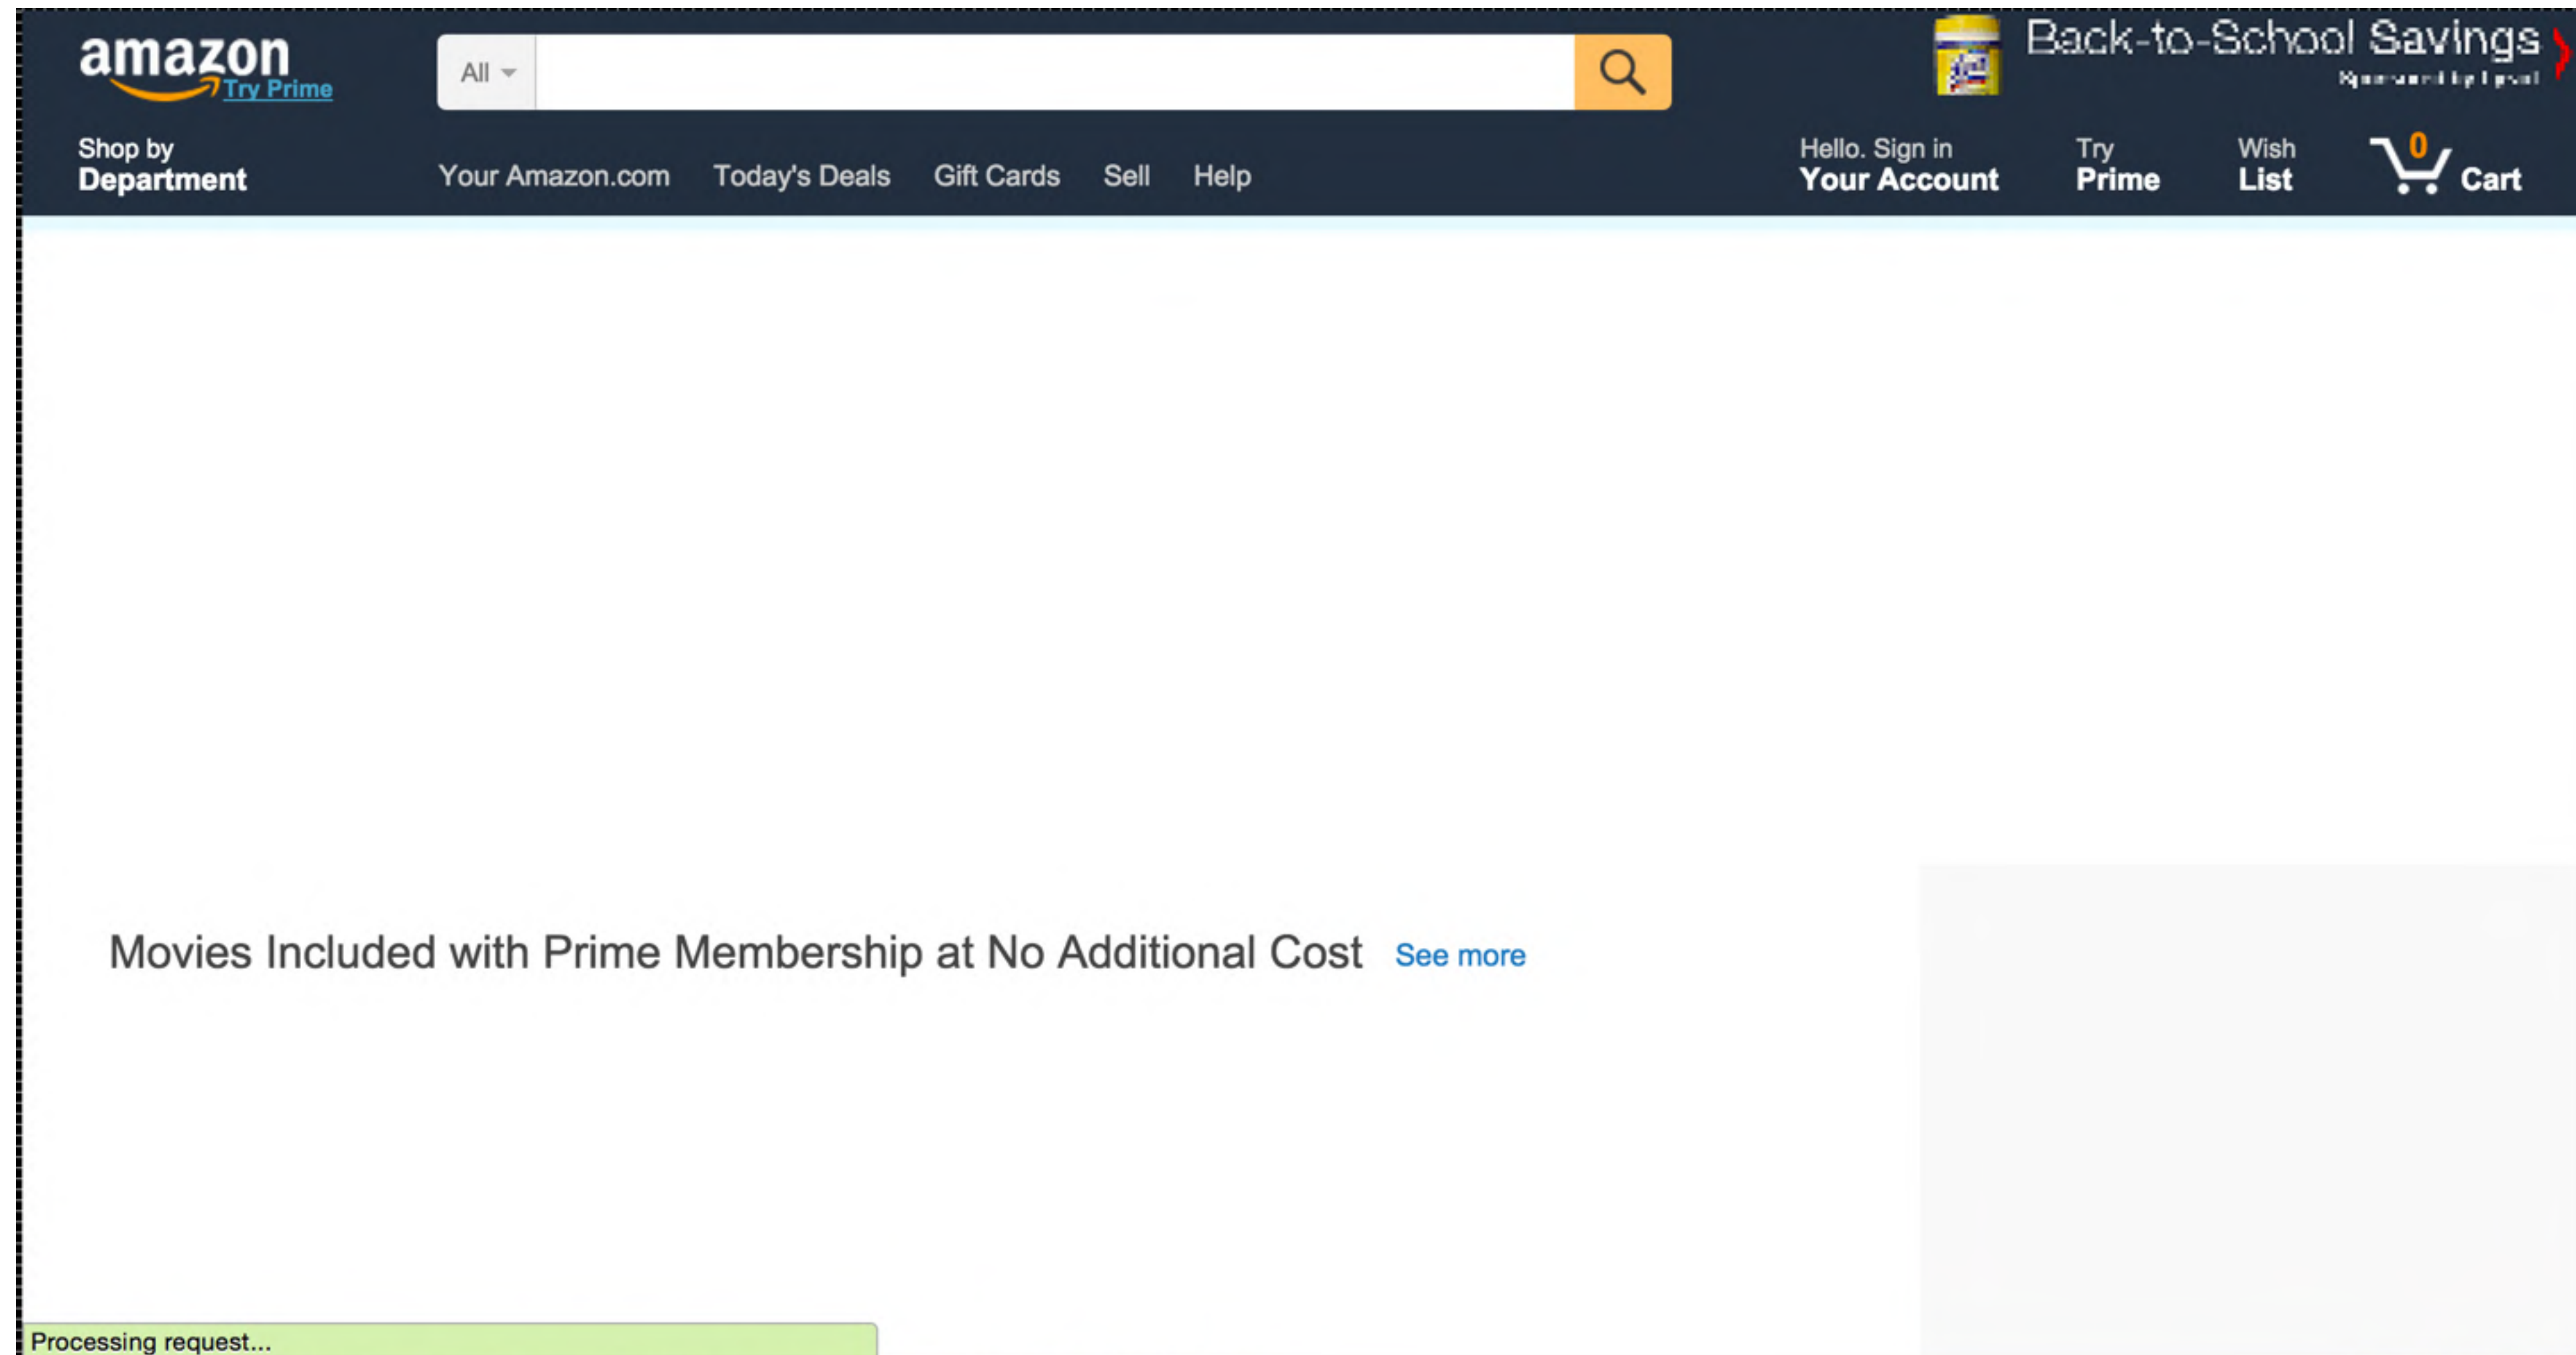 amazon
Try Prime
All
Back-to-School Savings
Shop by
Department
Your Amazon.com Today's Deals Gift Cards Sell Help
Hello. Sign in
Your Account
Try
Prime
Wish
List
0
Cart
Movies Included with Prime Membership at No Additional Cost See more
Processing request...